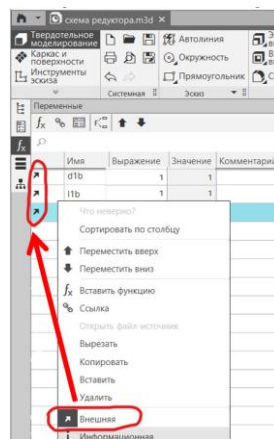 схема редуктора.m3d ×
Твердотельное моделирование
Каркас и поверхности
Инструменты эскиза
Системная
Автолиния
Окружность
Прямоугольник
Эскиз
Переменные
Имя Выражение Значение Комментарий
d1b 1 1
l1b 1 1
Что неверно?
Сортировать по столбцу
Переместить вверх
Переместить вниз
Вставить функцию
Ссылка
Открыть файл источник
Вырезать
Копировать
Вставить
Удалить
Внешняя
Информационная